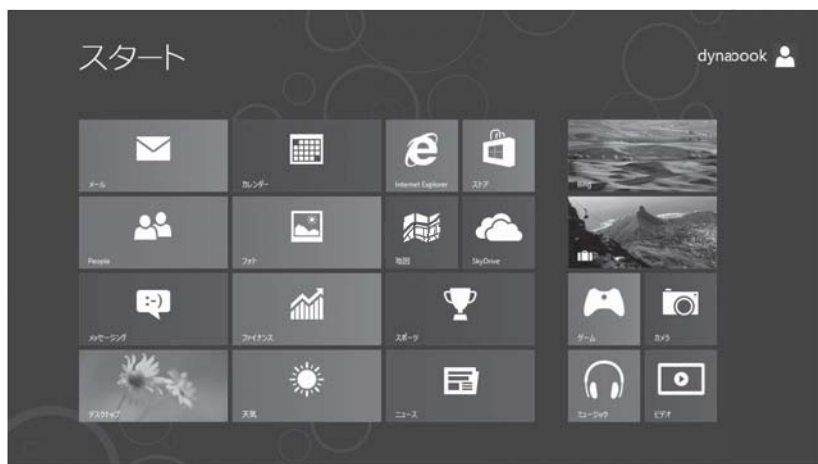 スタート
dynabook
メール
カレンダー
Internet Explorer
ストア
Bing
People
フォト
地図
SkyDrive
メッセージング
ファイナンス
スポーツ
ゲーム
カメラ
デスクトップ
天気
ニュース
ミュージック
ビデオ